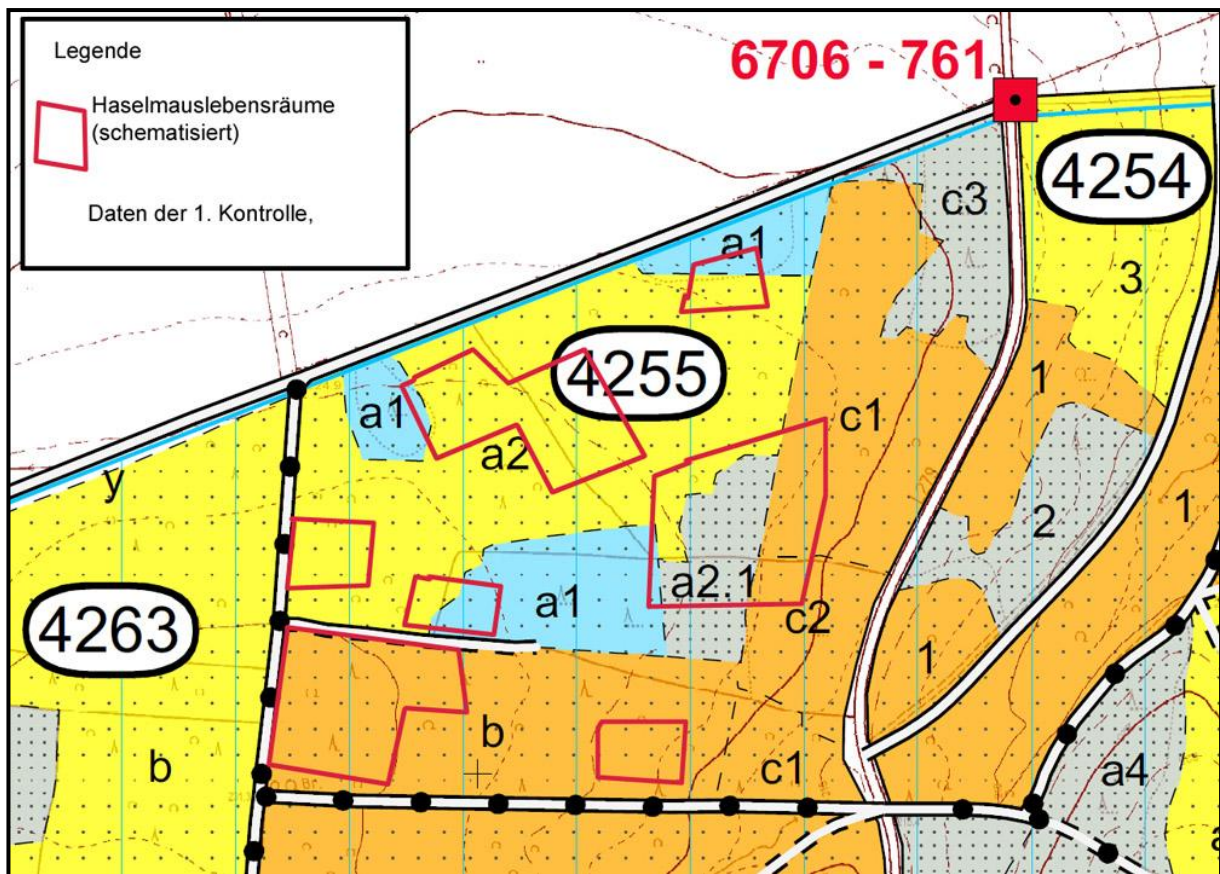 Legende
Haselmauslebensräume
(schematisiert)
Daten der 1. Kontrolle,
6706 - 761
4254
c3
a1
3
4255
1
a1
c1
a2
y
2
1
a2.1
a1
4263
c2
1
b
b
c1
a4